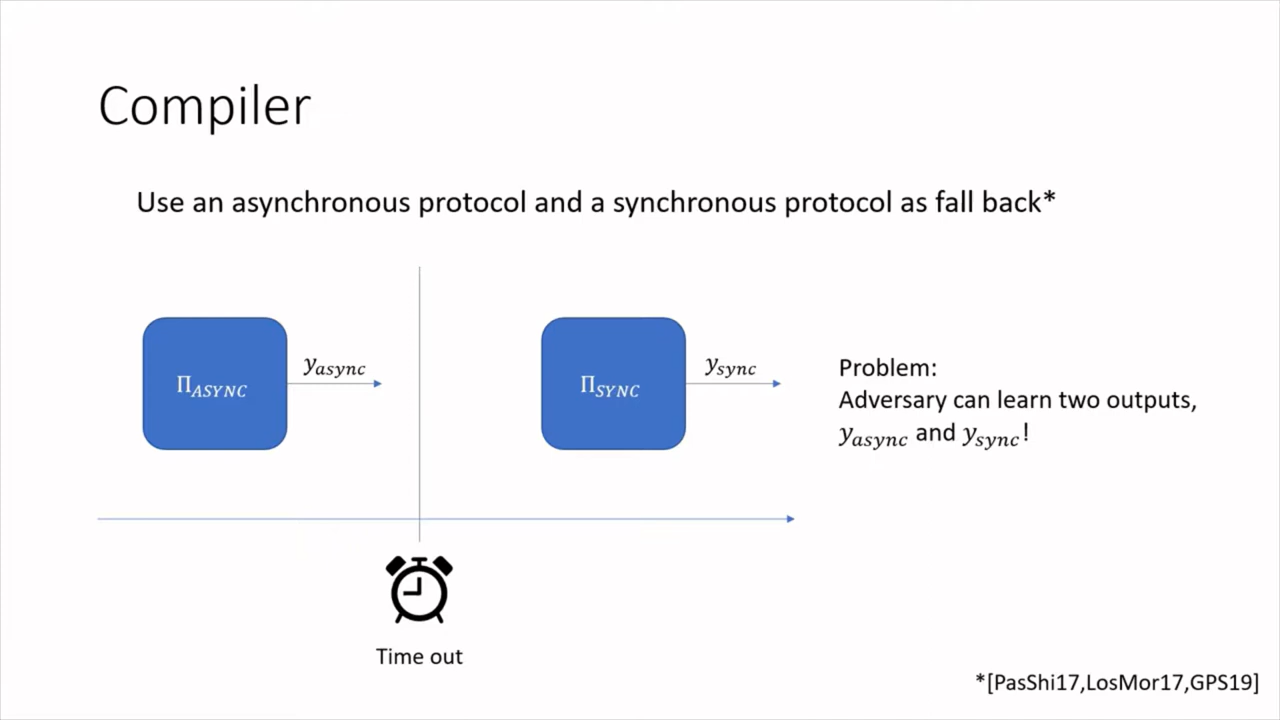 Compiler
Use an asynchronous protocol and a synchronous protocol as fall back*
Π_ASYNC
y_async
Π_SYNC
y_sync
Problem:
Adversary can learn two outputs,
y_async and y_sync!
Time out
*[PasShi17,LosMor17,GPS19]